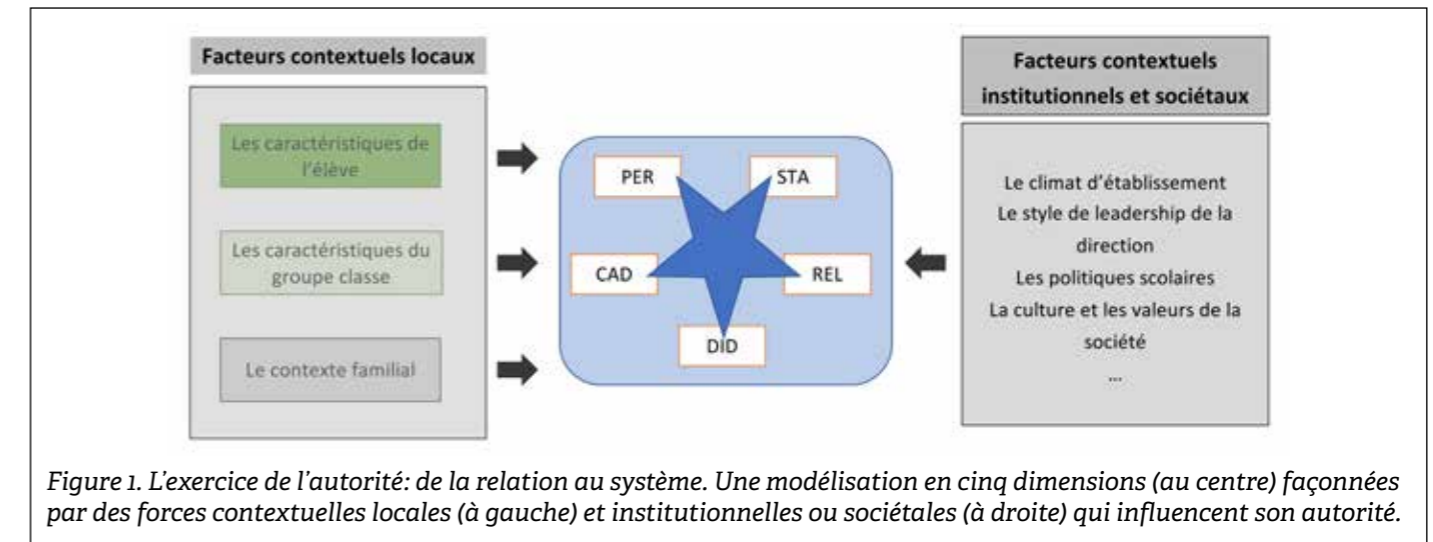 Facteurs contextuels locaux
Les caractéristiques de
l'élève
Les caractéristiques du
groupe classe
Le contexte familial
PER
STA
CAD
REL
DID
Facteurs contextuels
institutionnels et sociétaux
Le climat d'établissement
Le style de leadership de la
direction
Les politiques scolaires
La culture et les valeurs de la
société
...
Figure 1. L'exercice de l'autorité: de la relation au système. Une modélisation en cinq dimensions (au centre) façonnées
par des forces contextuelles locales (à gauche) et institutionnelles ou sociétales (à droite) qui influencent son autorité.